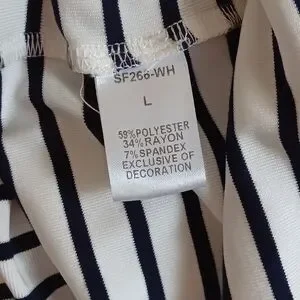 SF266-WH
L
59%POLYESTER
34%RAYON
7%SPANDEX
EXCLUSIVE OF
DECORATION